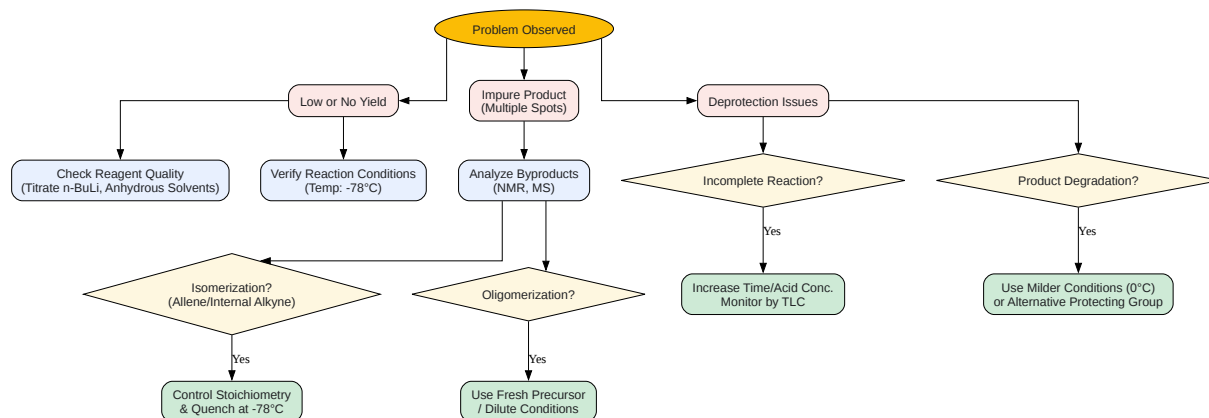 Problem Observed
Low or No Yield
Impure Product
(Multiple Spots)
Deprotection Issues
Check Reagent Quality
(Titrate n-BuLi, Anhydrous Solvents)
Verify Reaction Conditions
(Temp: -78°C)
Analyze Byproducts
(NMR, MS)
Incomplete Reaction?
Product Degradation?
Yes
Yes
Isomerization?
(Allene/Internal Alkyne)
Oligomerization?
Increase Time/Acid Conc.
Monitor by TLC
Use Milder Conditions (0°C)
or Alternative Protecting Group
Yes
Yes
Control Stoichiometry
& Quench at -78°C
Use Fresh Precursor
/ Dilute Conditions